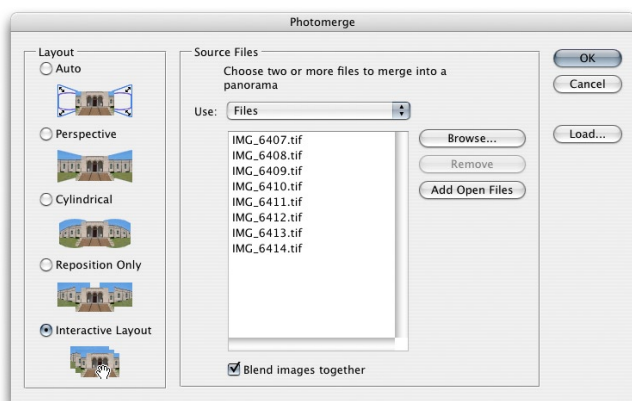 Photomerge
Layout
Auto
Perspective
Cylindrical
Reposition Only
Interactive Layout
Source Files
Choose two or more files to merge into a
panorama
Use: Files
IMG_6407.tif
IMG_6408.tif
IMG_6409.tif
IMG_6410.tif
IMG_6411.tif
IMG_6412.tif
IMG_6413.tif
IMG_6414.tif
Browse...
Remove
Add Open Files
Blend images together
OK
Cancel
Load...